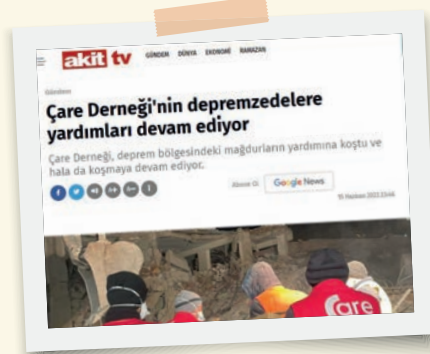 akit tv
GÜNDEM DÜNYA EKONOMİ RAMAZAN
Gündem
Çare Derneği'nin depremzedelere
yardımları devam ediyor
Çare Derneği, deprem bölgesindeki mağdurların yardımına koştu ve
hala da koşmaya devam ediyor.
Abone Ol Google News
Çare